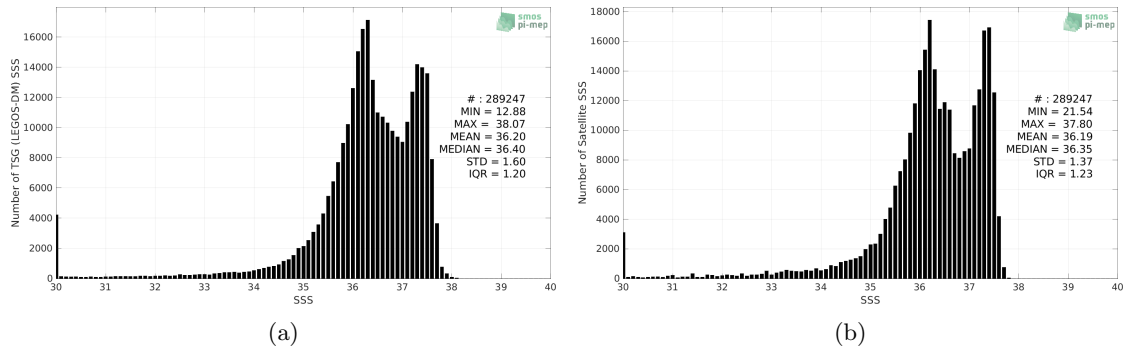 smos
pi-mep
Number of TSG (LEGOS-DM) SSS
16000
14000
12000
10000
8000
6000
4000
2000
0
# : 289247
MIN = 12.88
MAX = 38.07
MEAN = 36.20
MEDIAN = 36.40
STD = 1.60
IQR = 1.20
30 31 32 33 34 35 36 37 38 39 40
SSS
(a)
smos
pi-mep
Number of Satellite SSS
18000
16000
14000
12000
10000
8000
6000
4000
2000
0
# : 289247
MIN = 21.54
MAX = 37.80
MEAN = 36.19
MEDIAN = 36.35
STD = 1.37
IQR = 1.23
30 31 32 33 34 35 36 37 38 39 40
SSS
(b)